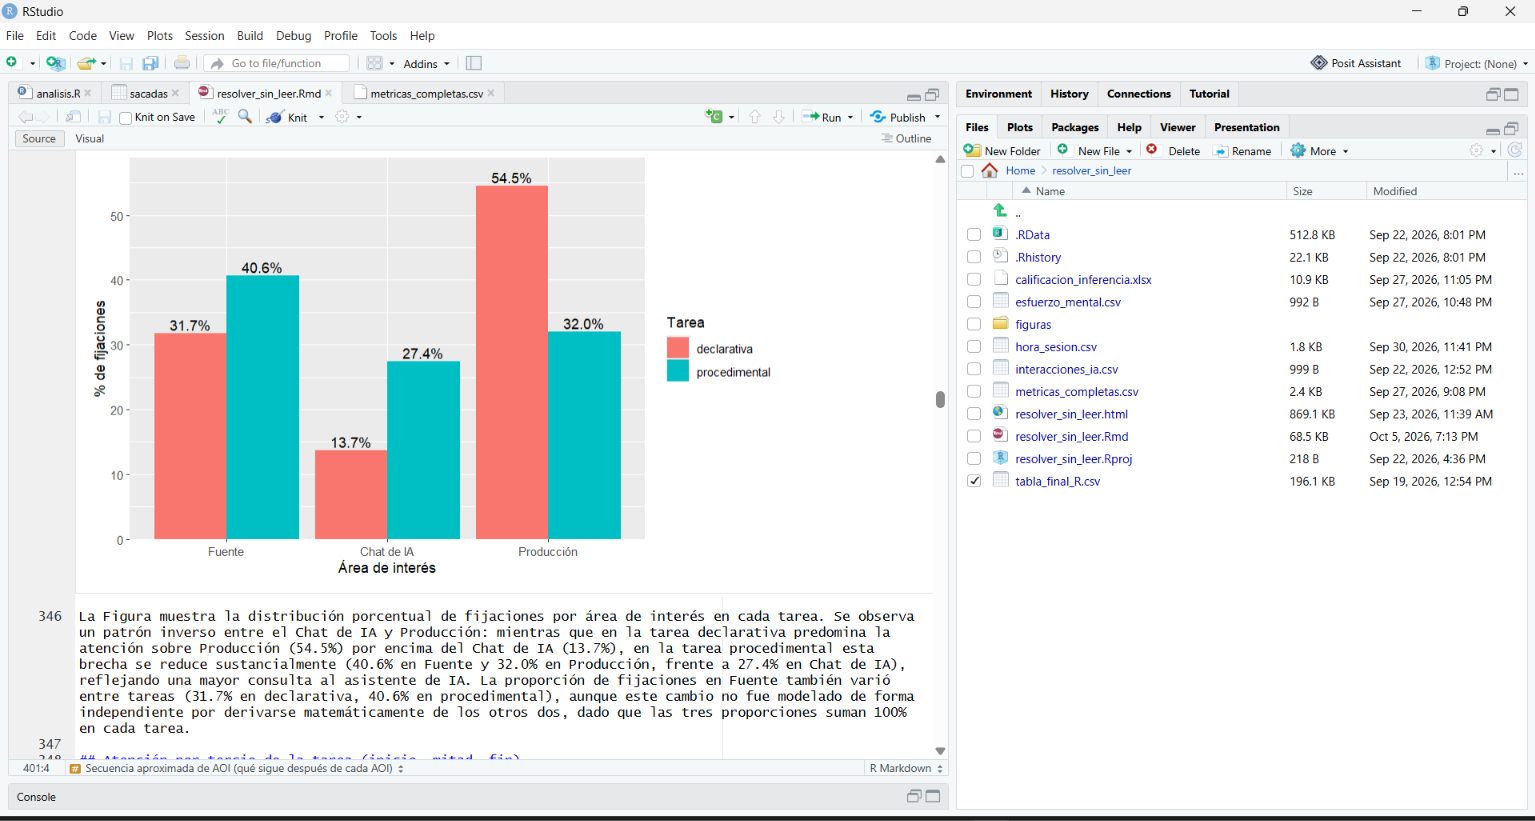 RStudio
File Edit Code View Plots Session Build Debug Profile Tools Help
Go to file/function Addins Posit Assistant Project: (None)
analisis.R sacadas resolver_sin_leer.Rmd metricas_completas.csv
Knit on Save ABC Knit Run Publish
Source Visual Outline
54.5%
40.6%
31.7%
32.0%
27.4%
13.7%
50
40
30
20
10
0
% de fijaciones
Fuente Chat de IA Producción
Área de interés
Tarea
declarativa
procedimental
346 La Figura muestra la distribución porcentual de fijaciones por área de interés en cada tarea. Se observa
un patrón inverso entre el Chat de IA y Producción: mientras que en la tarea declarativa predomina la
atención sobre Producción (54.5%) por encima del Chat de IA (13.7%), en la tarea procedimental esta
brecha se reduce sustancialmente (40.6% en Fuente y 32.0% en Producción, frente a 27.4% en Chat de IA),
reflejando una mayor consulta al asistente de IA. La proporción de fijaciones en Fuente también varió
entre tareas (31.7% en declarativa, 40.6% en procedimental), aunque este cambio no fue modelado de forma
independiente por derivarse matemáticamente de los otros dos, dado que las tres proporciones suman 100%
en cada tarea.
347
348 ## Atención por tercio de la tarea (inicio, mitad, fin)
401:4 Secuencia aproximada de AOI (qué sigue después de cada AOI) R Markdown
Console
Environment History Connections Tutorial
Files Plots Packages Help Viewer Presentation
New Folder New File Delete Rename More
Home resolver_sin_leer ...
Name Size Modified
..
.RData 512.8 KB Sep 22, 2026, 8:01 PM
.Rhistory 22.1 KB Sep 22, 2026, 8:01 PM
calificacion_inferencia.xlsx 10.9 KB Sep 27, 2026, 11:05 PM
esfuerzo_mental.csv 992 B Sep 27, 2026, 10:48 PM
figuras
hora_sesion.csv 1.8 KB Sep 30, 2026, 11:41 PM
interacciones_ia.csv 999 B Sep 22, 2026, 12:52 PM
metricas_completas.csv 2.4 KB Sep 27, 2026, 9:08 PM
resolver_sin_leer.html 869.1 KB Sep 23, 2026, 11:39 AM
resolver_sin_leer.Rmd 68.5 KB Oct 5, 2026, 7:13 PM
resolver_sin_leer.Rproj 218 B Sep 22, 2026, 4:36 PM
tabla_final_R.csv 196.1 KB Sep 19, 2026, 12:54 PM